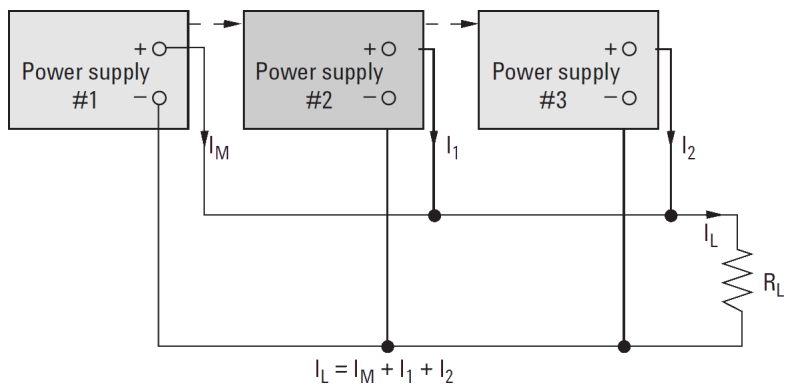 Power supply
#1
+
−
Power supply
#2
+
−
Power supply
#3
+
−
I_M
I_1
I_2
I_L
R_L
I_L = I_M + I_1 + I_2